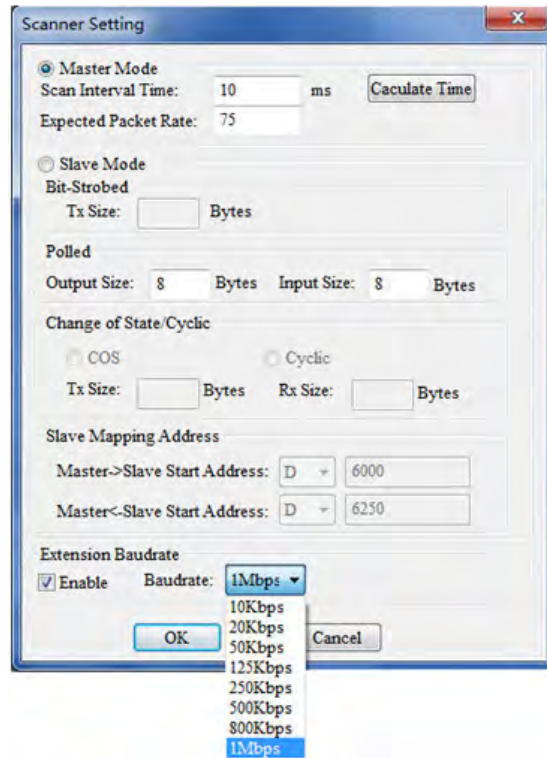 Scanner Setting
Master Mode
Scan Interval Time: 10 ms Caculate Time
Expected Packet Rate: 75
Slave Mode
Bit-Strobed
Tx Size: Bytes
Polled
Output Size: 8 Bytes Input Size: 8 Bytes
Change of State/Cyclic
COS Cyclic
Tx Size: Bytes Rx Size: Bytes
Slave Mapping Address
Master->Slave Start Address: D 6000
Master<-Slave Start Address: D 6250
Extension Baudrate
Enable Baudrate: 1Mbps
10Kbps
20Kbps
OK Cancel
50Kbps
125Kbps
250Kbps
500Kbps
800Kbps
1Mbps